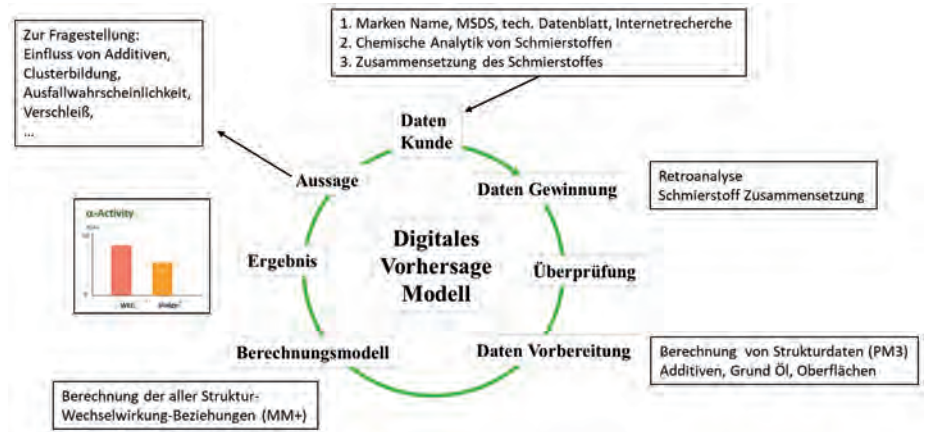 1. Marken Name, MSDS, tech. Datenblatt, Internetrecherche
2. Chemische Analytik von Schmierstoffen
3. Zusammensetzung des Schmierstoffes
Zur Fragestellung:
Einfluss von Additiven,
Clusterbildung,
Ausfallwahrscheinlichkeit,
Verschleiß,
...
Daten
Kunde
Aussage
Daten Gewinnung
Retroanalyse
Schmierstoff Zusammensetzung
α-Activity
Digitales
Vorhersage
Modell
Ergebnis
Überprüfung
Berechnungsmodell
Daten Vorbereitung
Berechnung von Strukturdaten (PM3)
Additiven, Grund Öl, Oberflächen
Berechnung der aller Struktur-
Wechselwirkung-Beziehungen (MM+)